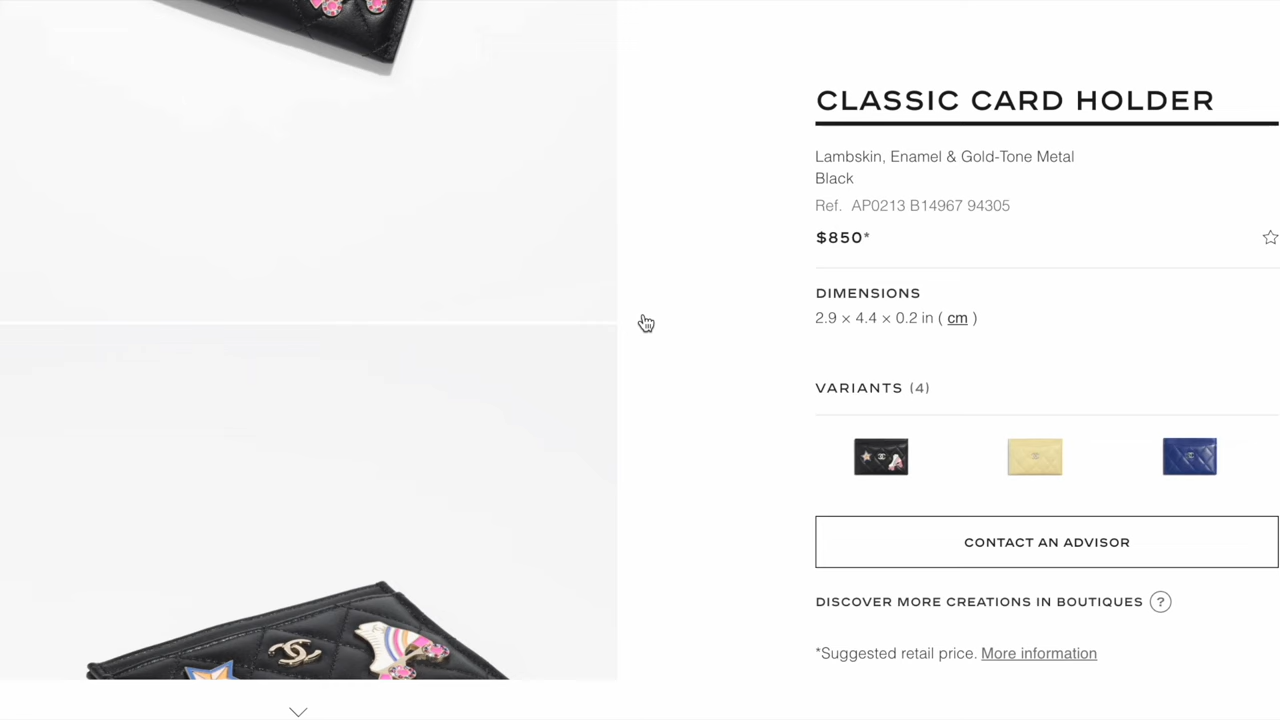 CLASSIC CARD HOLDER
Lambskin, Enamel & Gold-Tone Metal
Black
Ref. AP0213 B14967 94305
$850*
DIMENSIONS
2.9 × 4.4 × 0.2 in ( cm )
VARIANTS (4)
CONTACT AN ADVISOR
DISCOVER MORE CREATIONS IN BOUTIQUES ?
*Suggested retail price. More information